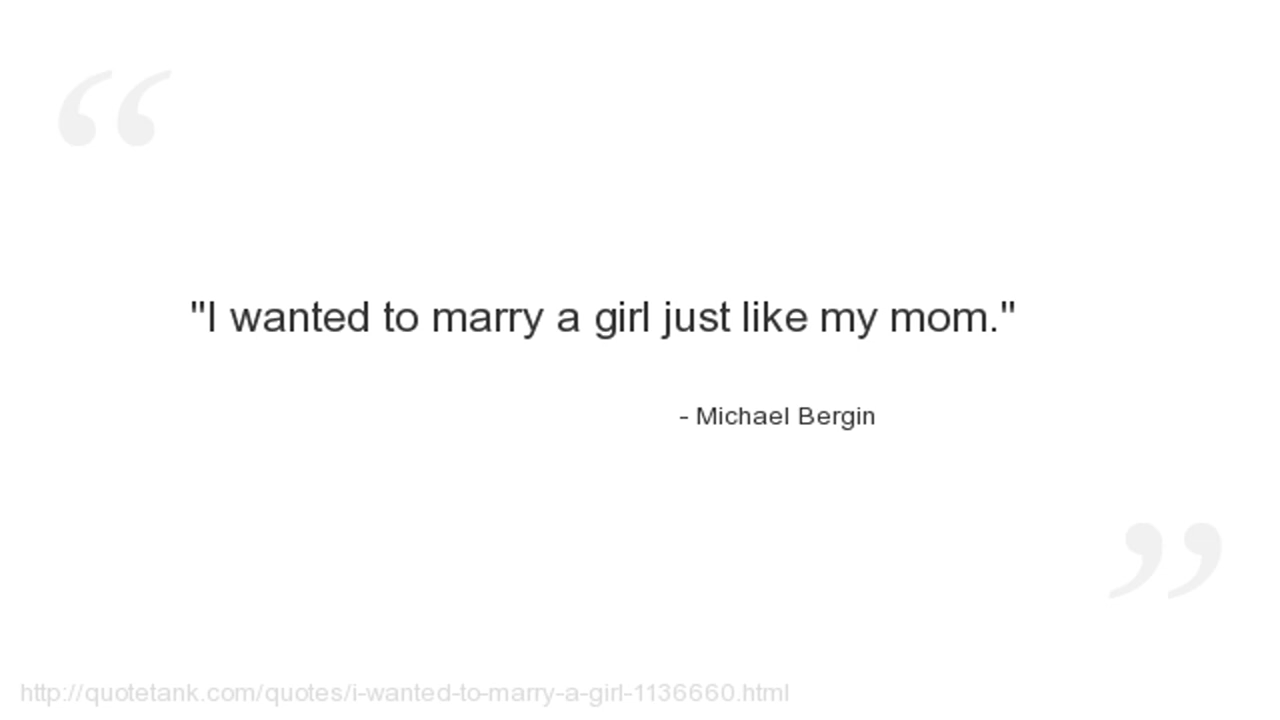 "I wanted to marry a girl just like my mom."
- Michael Bergin
http://quotetank.com/quotes/i-wanted-to-marry-a-girl-1136660.html